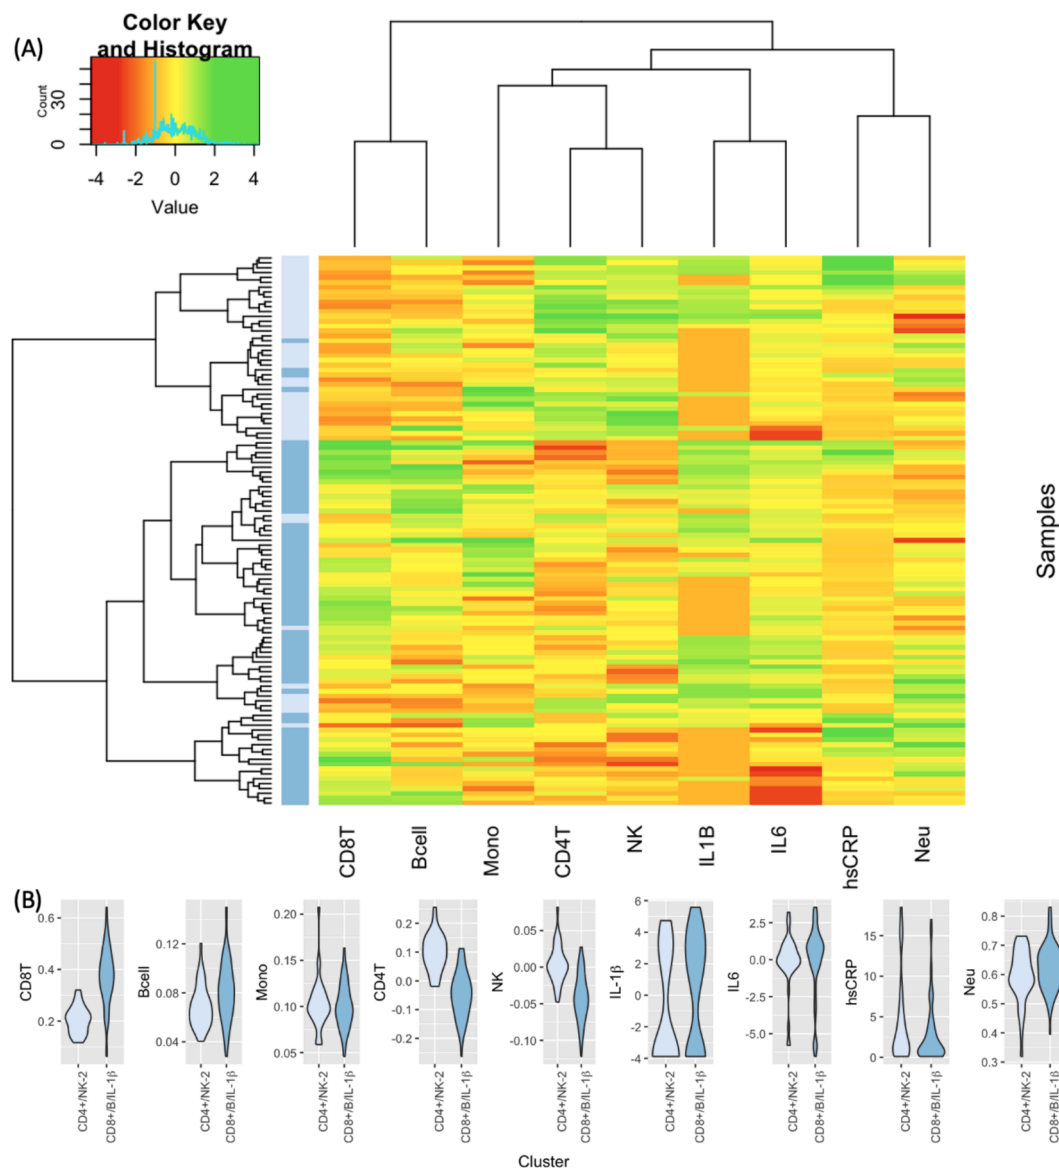 (A)
Color Key
and Histogram
Count
0 30
-4 -2 0 2 4
Value
Samples
CD8T Bcell Mono CD4T NK IL1B IL6 hsCRP Neu
(B)
CD8T
0.6
0.4
0.2
Bcell
0.12
0.08
0.04
Mono
0.20
0.15
0.10
0.05
CD4T
0.2
0.1
0.0
-0.1
-0.2
NK
0.05
0.00
-0.05
-0.10
IL-1β
4
2
0
-2
-4
IL6
2.5
0.0
-2.5
-5.0
hsCRP
15
10
5
0
Neu
0.8
0.7
0.6
0.5
0.4
0.3
CD4+/NK-2 CD8+/B/IL-1β CD4+/NK-2 CD8+/B/IL-1β CD4+/NK-2 CD8+/B/IL-1β CD4+/NK-2 CD8+/B/IL-1β CD4+/NK-2 CD8+/B/IL-1β CD4+/NK-2 CD8+/B/IL-1β CD4+/NK-2 CD8+/B/IL-1β CD4+/NK-2 CD8+/B/IL-1β CD4+/NK-2 CD8+/B/IL-1β
Cluster